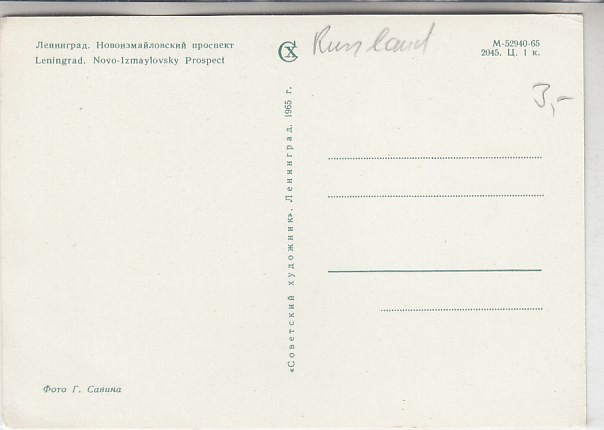 Ленинград. Новоизмайловский проспект
Leningrad. Novo-Izmaylovsky Prospect
СХ
Russland
М-52940-65
2045. Ц. 1 к.
3,-
«Советский художник». Ленинград. 1965 г.
Фото Г. Савина